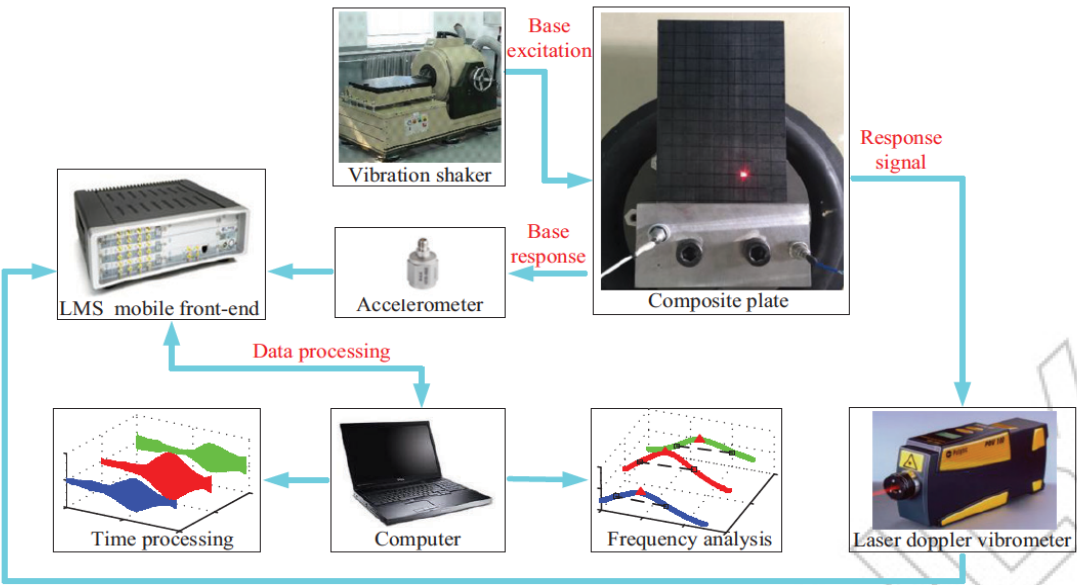 Base
excitation
Vibration shaker
Response
signal
Base
response
Composite plate
LMS mobile front-end
Accelerometer
Data processing
Time processing
Computer
Frequency analysis
Laser doppler vibrometer